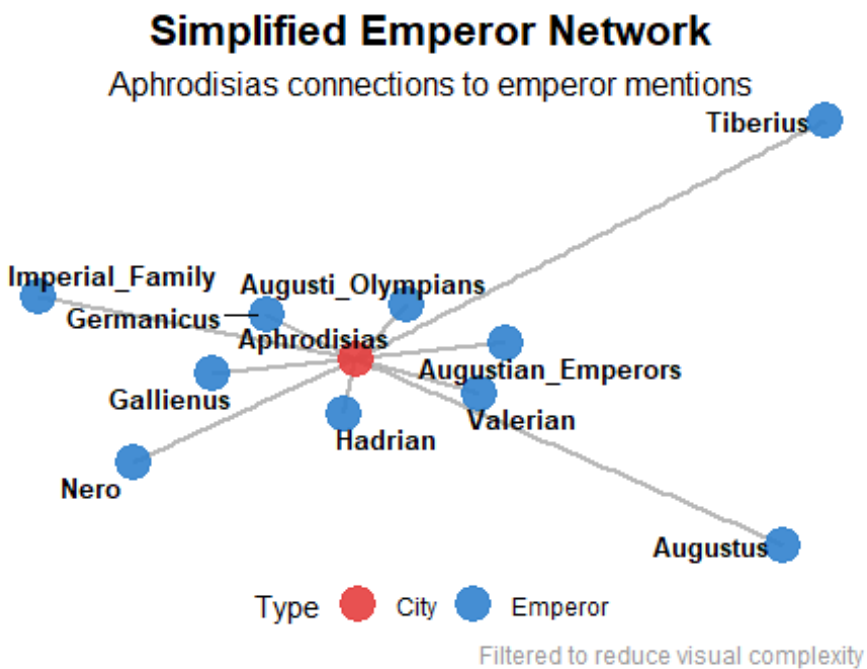 Simplified Emperor Network
Aphrodisias connections to emperor mentions
Tiberius
Imperial_Family
Augusti_Olympians
Germanicus
Aphrodisias
Augustian_Emperors
Gallienus
Valerian
Hadrian
Nero
Augustus
Type City Emperor
Filtered to reduce visual complexity